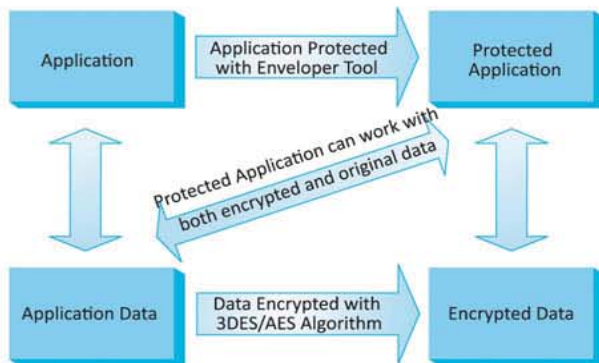 Application
Application Protected
with Enveloper Tool
Protected
Application
Protected Application can work with
both encrypted and original data
Application Data
Data Encrypted with
3DES/AES Algorithm
Encrypted Data